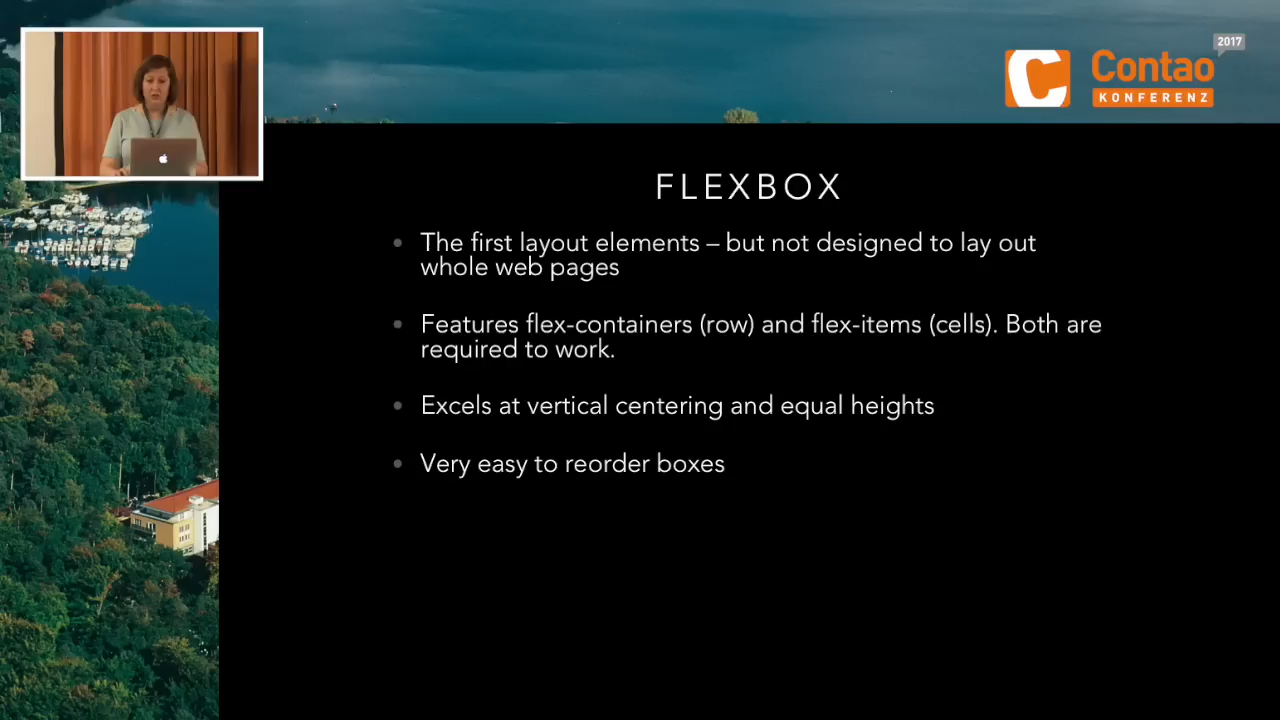 2017
Contao
KONFERENZ
FLEXBOX
• The first layout elements – but not designed to lay out
whole web pages
• Features flex-containers (row) and flex-items (cells). Both are
required to work.
• Excels at vertical centering and equal heights
• Very easy to reorder boxes